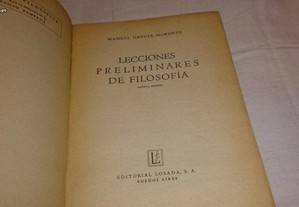 MANUEL GARCIA MORENTE
LECCIONES
PRELIMINARES
DE FILOSOFÍA
EDITORIAL LOSADA, S. A.
BUENOS AIRES